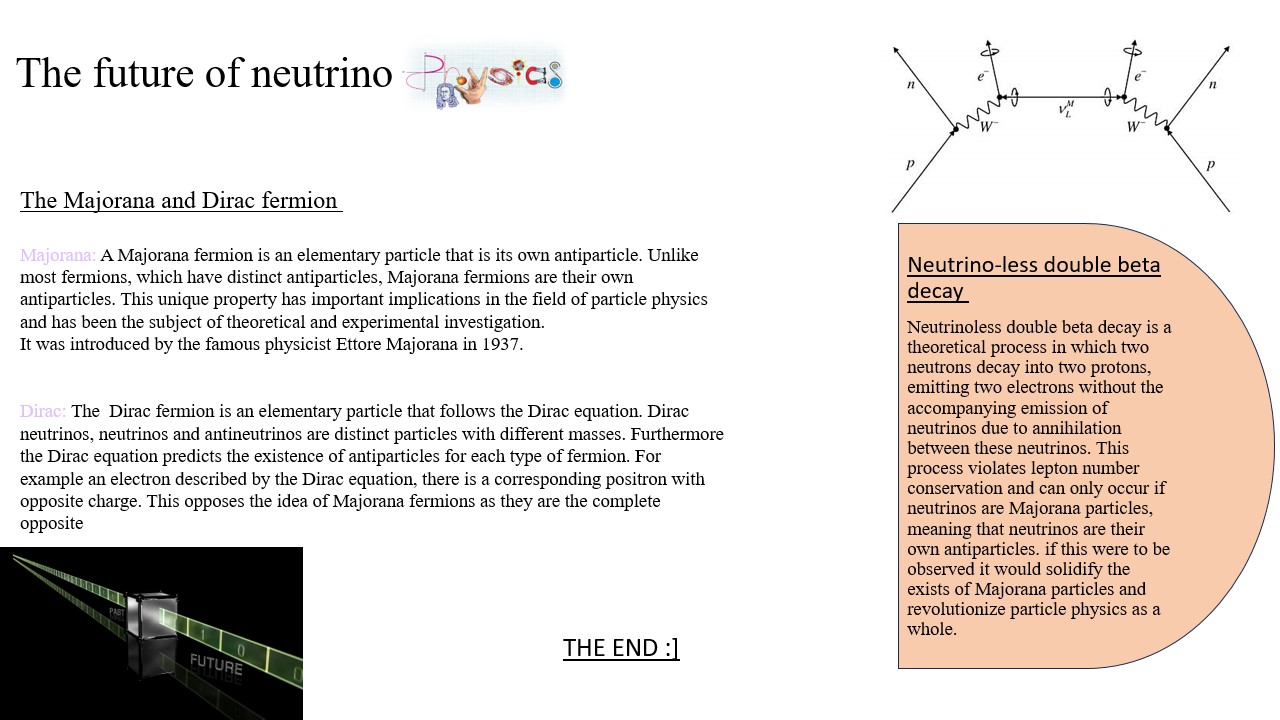 The future of neutrino PHYSICS
n
e⁻
e⁻
n
W⁻
ν_L^M
W⁻
p
p
The Majorana and Dirac fermion
Majorana: A Majorana fermion is an elementary particle that is its own antiparticle. Unlike
most fermions, which have distinct antiparticles, Majorana fermions are their own
antiparticles. This unique property has important implications in the field of particle physics
and has been the subject of theoretical and experimental investigation.
It was introduced by the famous physicist Ettore Majorana in 1937.
Dirac: The  Dirac fermion is an elementary particle that follows the Dirac equation. Dirac
neutrinos, neutrinos and antineutrinos are distinct particles with different masses. Furthermore
the Dirac equation predicts the existence of antiparticles for each type of fermion. For
example an electron described by the Dirac equation, there is a corresponding positron with
opposite charge. This opposes the idea of Majorana fermions as they are the complete
opposite
Neutrino-less double beta
decay
Neutrinoless double beta decay is a
theoretical process in which two
neutrons decay into two protons,
emitting two electrons without the
accompanying emission of
neutrinos due to annihilation
between these neutrinos. This
process violates lepton number
conservation and can only occur if
neutrinos are Majorana particles,
meaning that neutrinos are their
own antiparticles. if this were to be
observed it would solidify the
exists of Majorana particles and
revolutionize particle physics as a
whole.
PAST
1 0
0
FUTURE
THE END :]